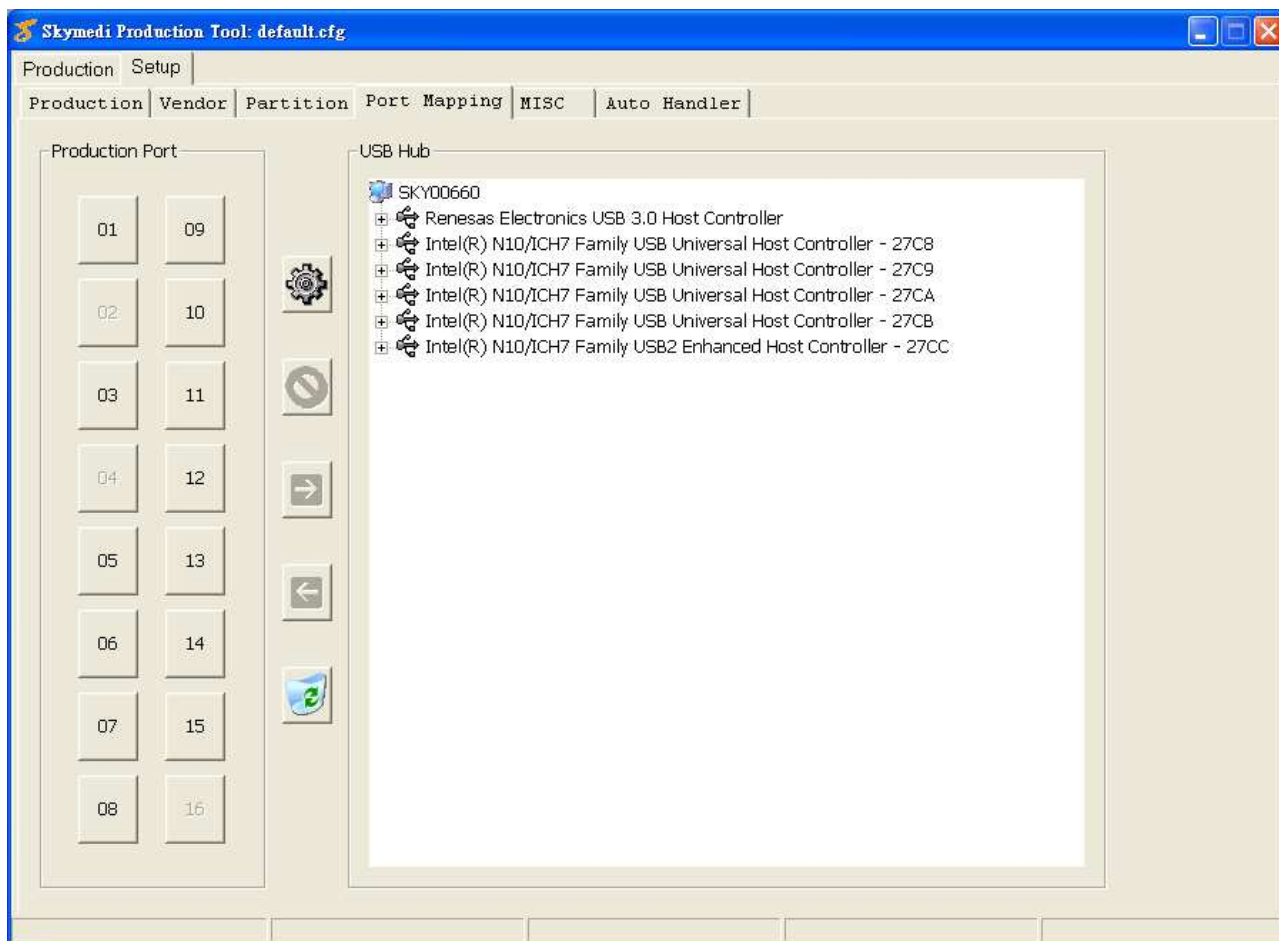 Skymedi Production Tool: default.cfg
Production Setup
Production Vendor Partition Port Mapping MISC Auto Handler
Production Port
01 09
02 10
03 11
04 12
05 13
06 14
07 15
08 16
USB Hub
SKY00660
Renesas Electronics USB 3.0 Host Controller
Intel(R) N10/ICH7 Family USB Universal Host Controller - 27C8
Intel(R) N10/ICH7 Family USB Universal Host Controller - 27C9
Intel(R) N10/ICH7 Family USB Universal Host Controller - 27CA
Intel(R) N10/ICH7 Family USB Universal Host Controller - 27CB
Intel(R) N10/ICH7 Family USB2 Enhanced Host Controller - 27CC